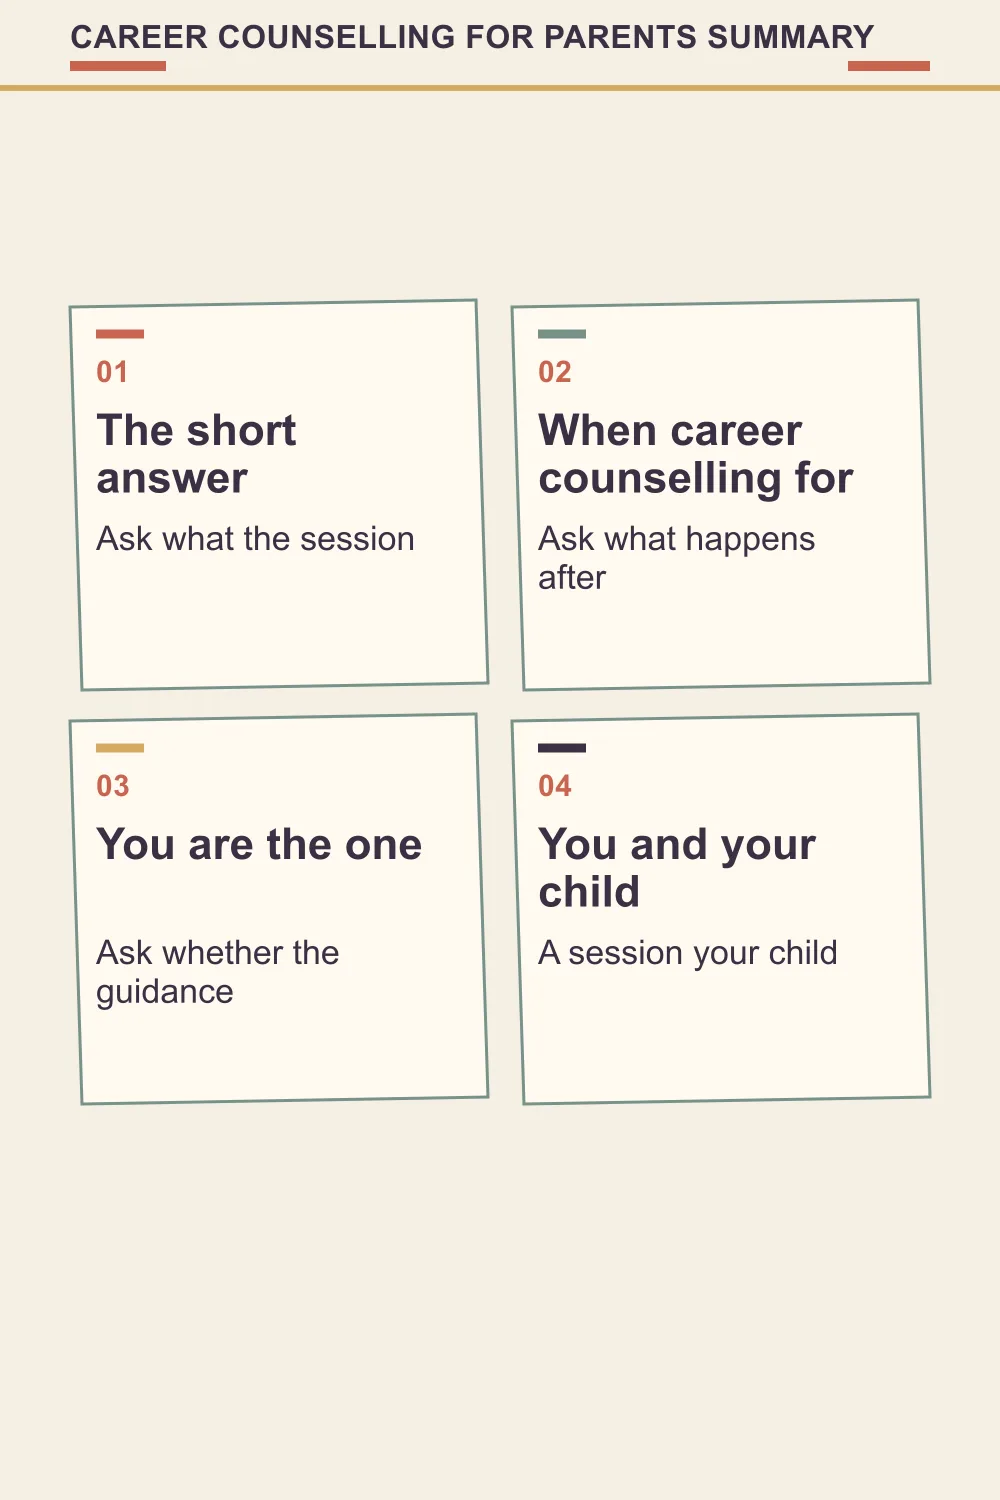 CAREER COUNSELLING FOR PARENTS SUMMARY
01
The short
answer
Ask what the session
02
When career
counselling for
Ask what happens
after
03
You are the one
Ask whether the
guidance
04
You and your
child
A session your child